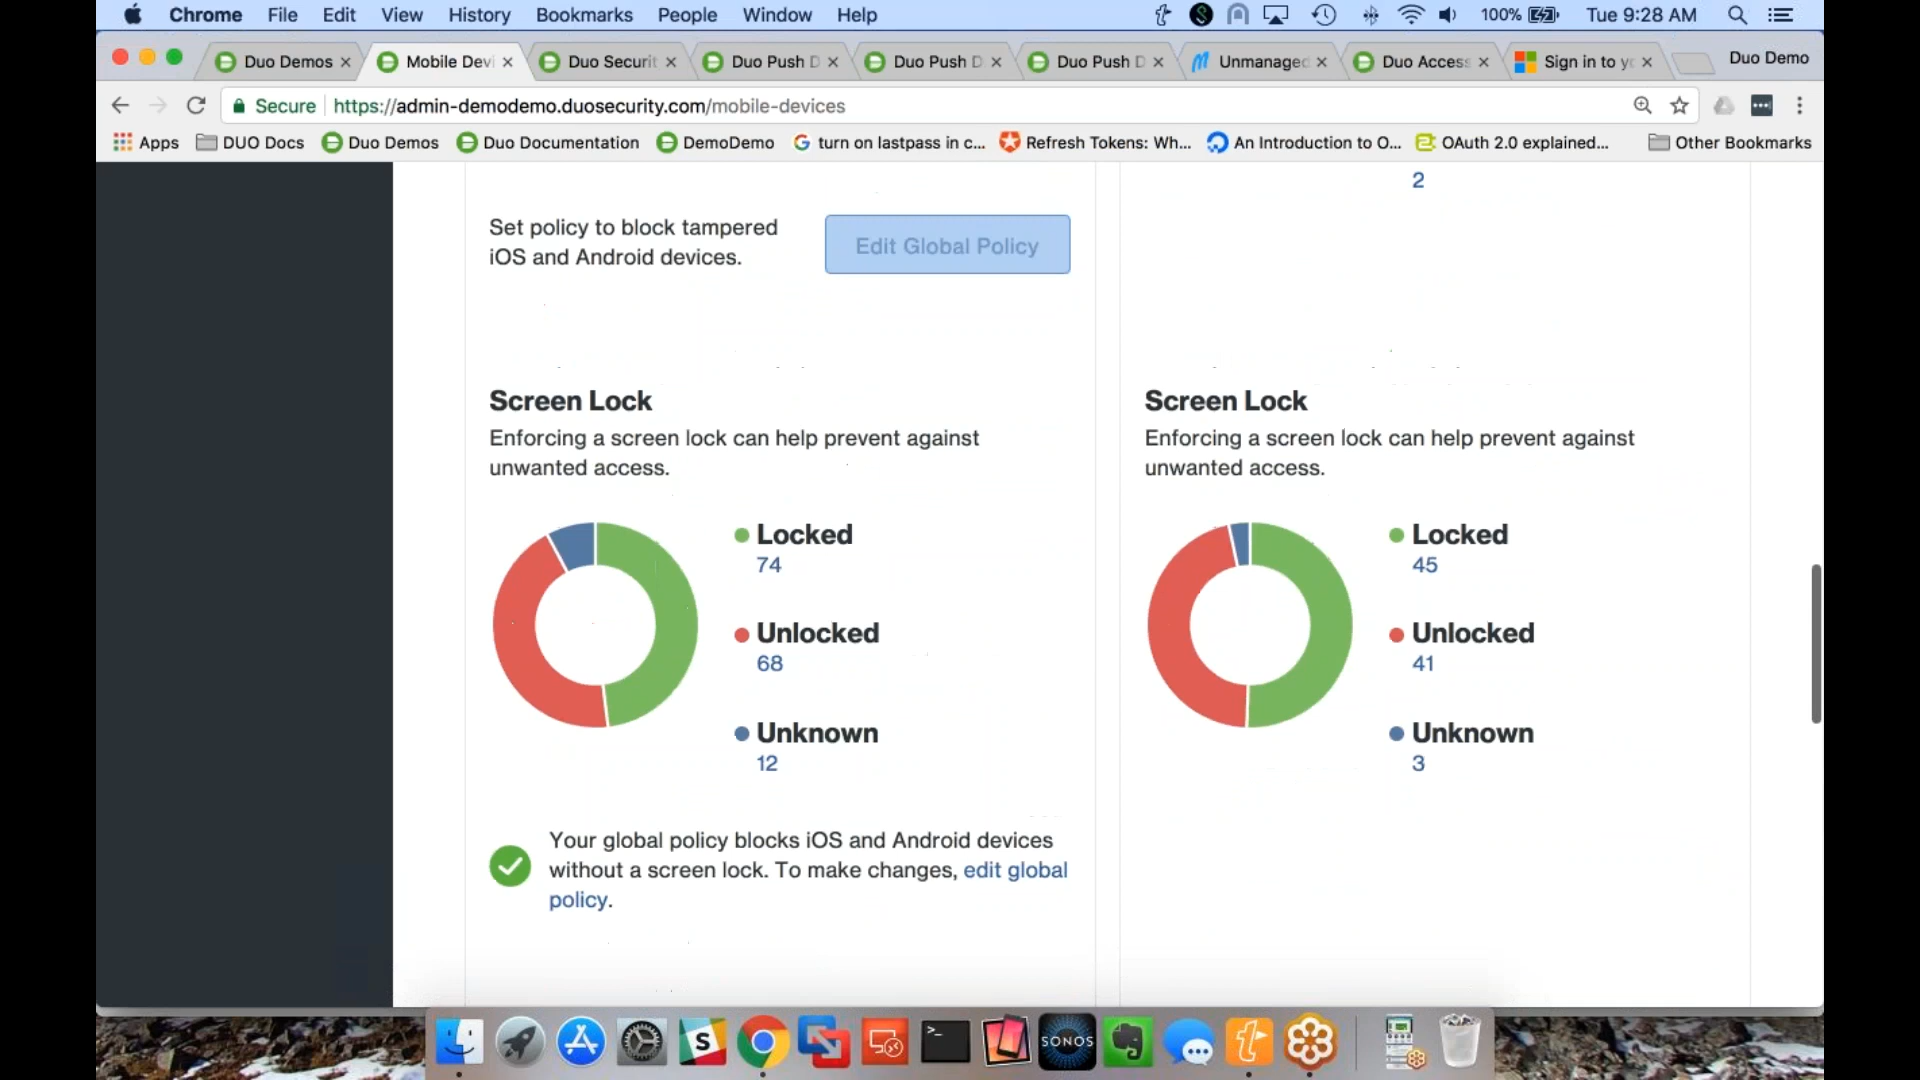 Chrome File Edit View History Bookmarks People Window Help 100% Tue 9:28 AM
Duo Demos Mobile Devi Duo Securit Duo Push D Duo Push D Duo Push D Unmanaged Duo Access Sign in to yo Duo Demo
Secure https://admin-demodemo.duosecurity.com/mobile-devices
Apps DUO Docs Duo Demos Duo Documentation DemoDemo turn on lastpass in c... Refresh Tokens: Wh... An Introduction to O... OAuth 2.0 explained... Other Bookmarks
2
Set policy to block tampered
iOS and Android devices.
Edit Global Policy
Screen Lock
Enforcing a screen lock can help prevent against
unwanted access.
Locked
74
Unlocked
68
Unknown
12
Your global policy blocks iOS and Android devices
without a screen lock. To make changes, edit global
policy.
Screen Lock
Enforcing a screen lock can help prevent against
unwanted access.
Locked
45
Unlocked
41
Unknown
3
SONOS